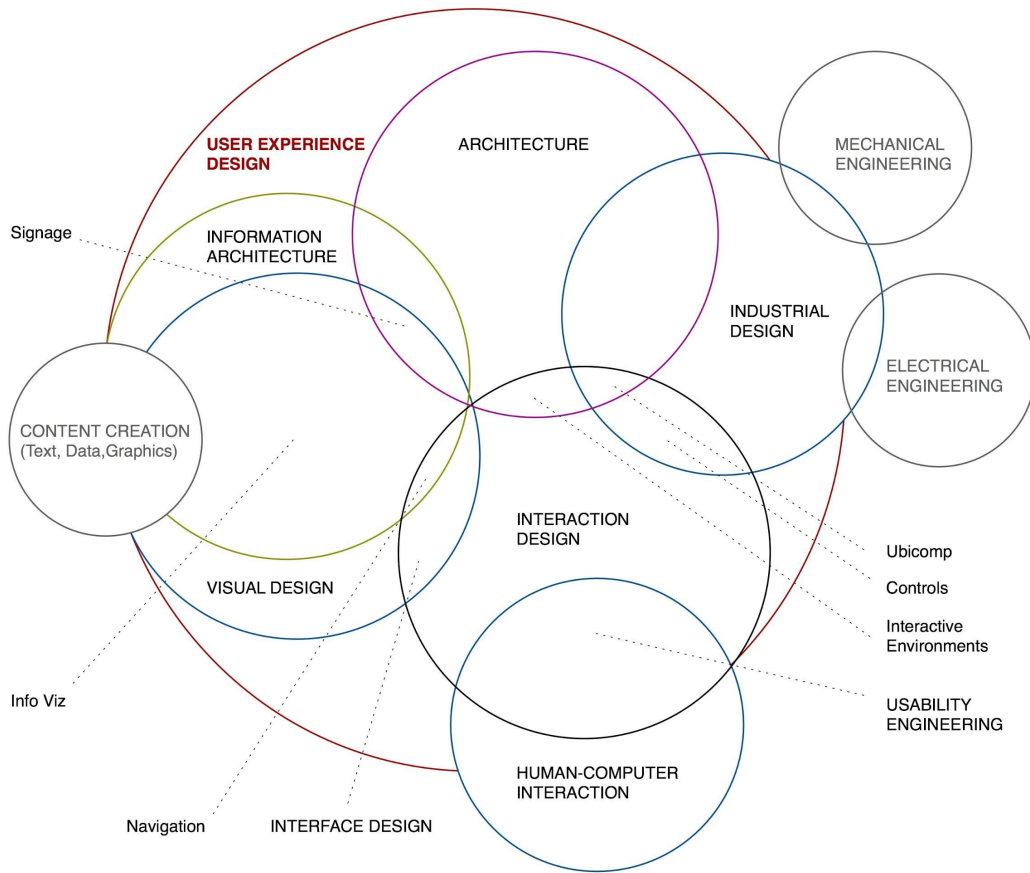 USER EXPERIENCE
DESIGN
ARCHITECTURE
MECHANICAL
ENGINEERING
Signage
INFORMATION
ARCHITECTURE
INDUSTRIAL
DESIGN
ELECTRICAL
ENGINEERING
CONTENT CREATION
(Text, Data,Graphics)
INTERACTION
DESIGN
VISUAL DESIGN
Ubicomp
Controls
Interactive
Environments
Info Viz
USABILITY
ENGINEERING
HUMAN-COMPUTER
INTERACTION
Navigation
INTERFACE DESIGN